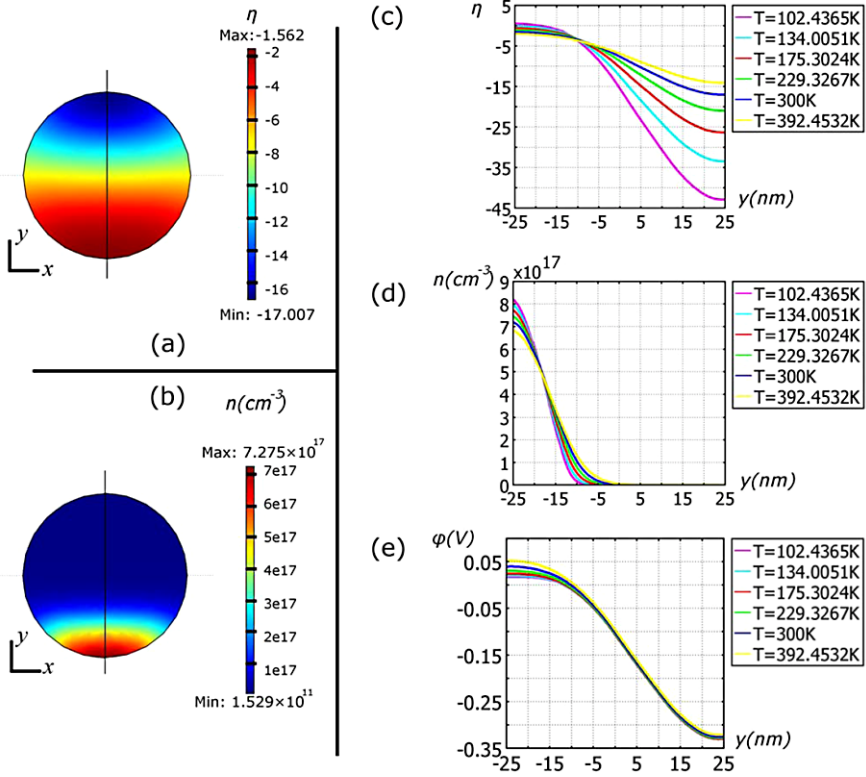 η
Max:-1.562
-2
-4
-6
-8
-10
-12
-14
-16
Min: -17.007
y
x
(a)
(b)
n(cm⁻³)
Max: 7.275×10¹⁷
7e17
6e17
5e17
4e17
3e17
2e17
1e17
Min: 1.529×10¹¹
y
x
(c)
η
5
-5
-15
-25
-35
-45
-25 -15 -5 5 15 25
y(nm)
T=102.4365K
T=134.0051K
T=175.3024K
T=229.3267K
T=300K
T=392.4532K
(d)
n(cm⁻³) ×10¹⁷
9
8
7
6
5
4
3
2
1
0
-25 -15 -5 5 15 25
y(nm)
T=102.4365K
T=134.0051K
T=175.3024K
T=229.3267K
T=300K
T=392.4532K
(e)
φ(V)
0.05
-0.05
-0.15
-0.25
-0.35
-25 -15 -5 5 15 25
y(nm)
T=102.4365K
T=134.0051K
T=175.3024K
T=229.3267K
T=300K
T=392.4532K